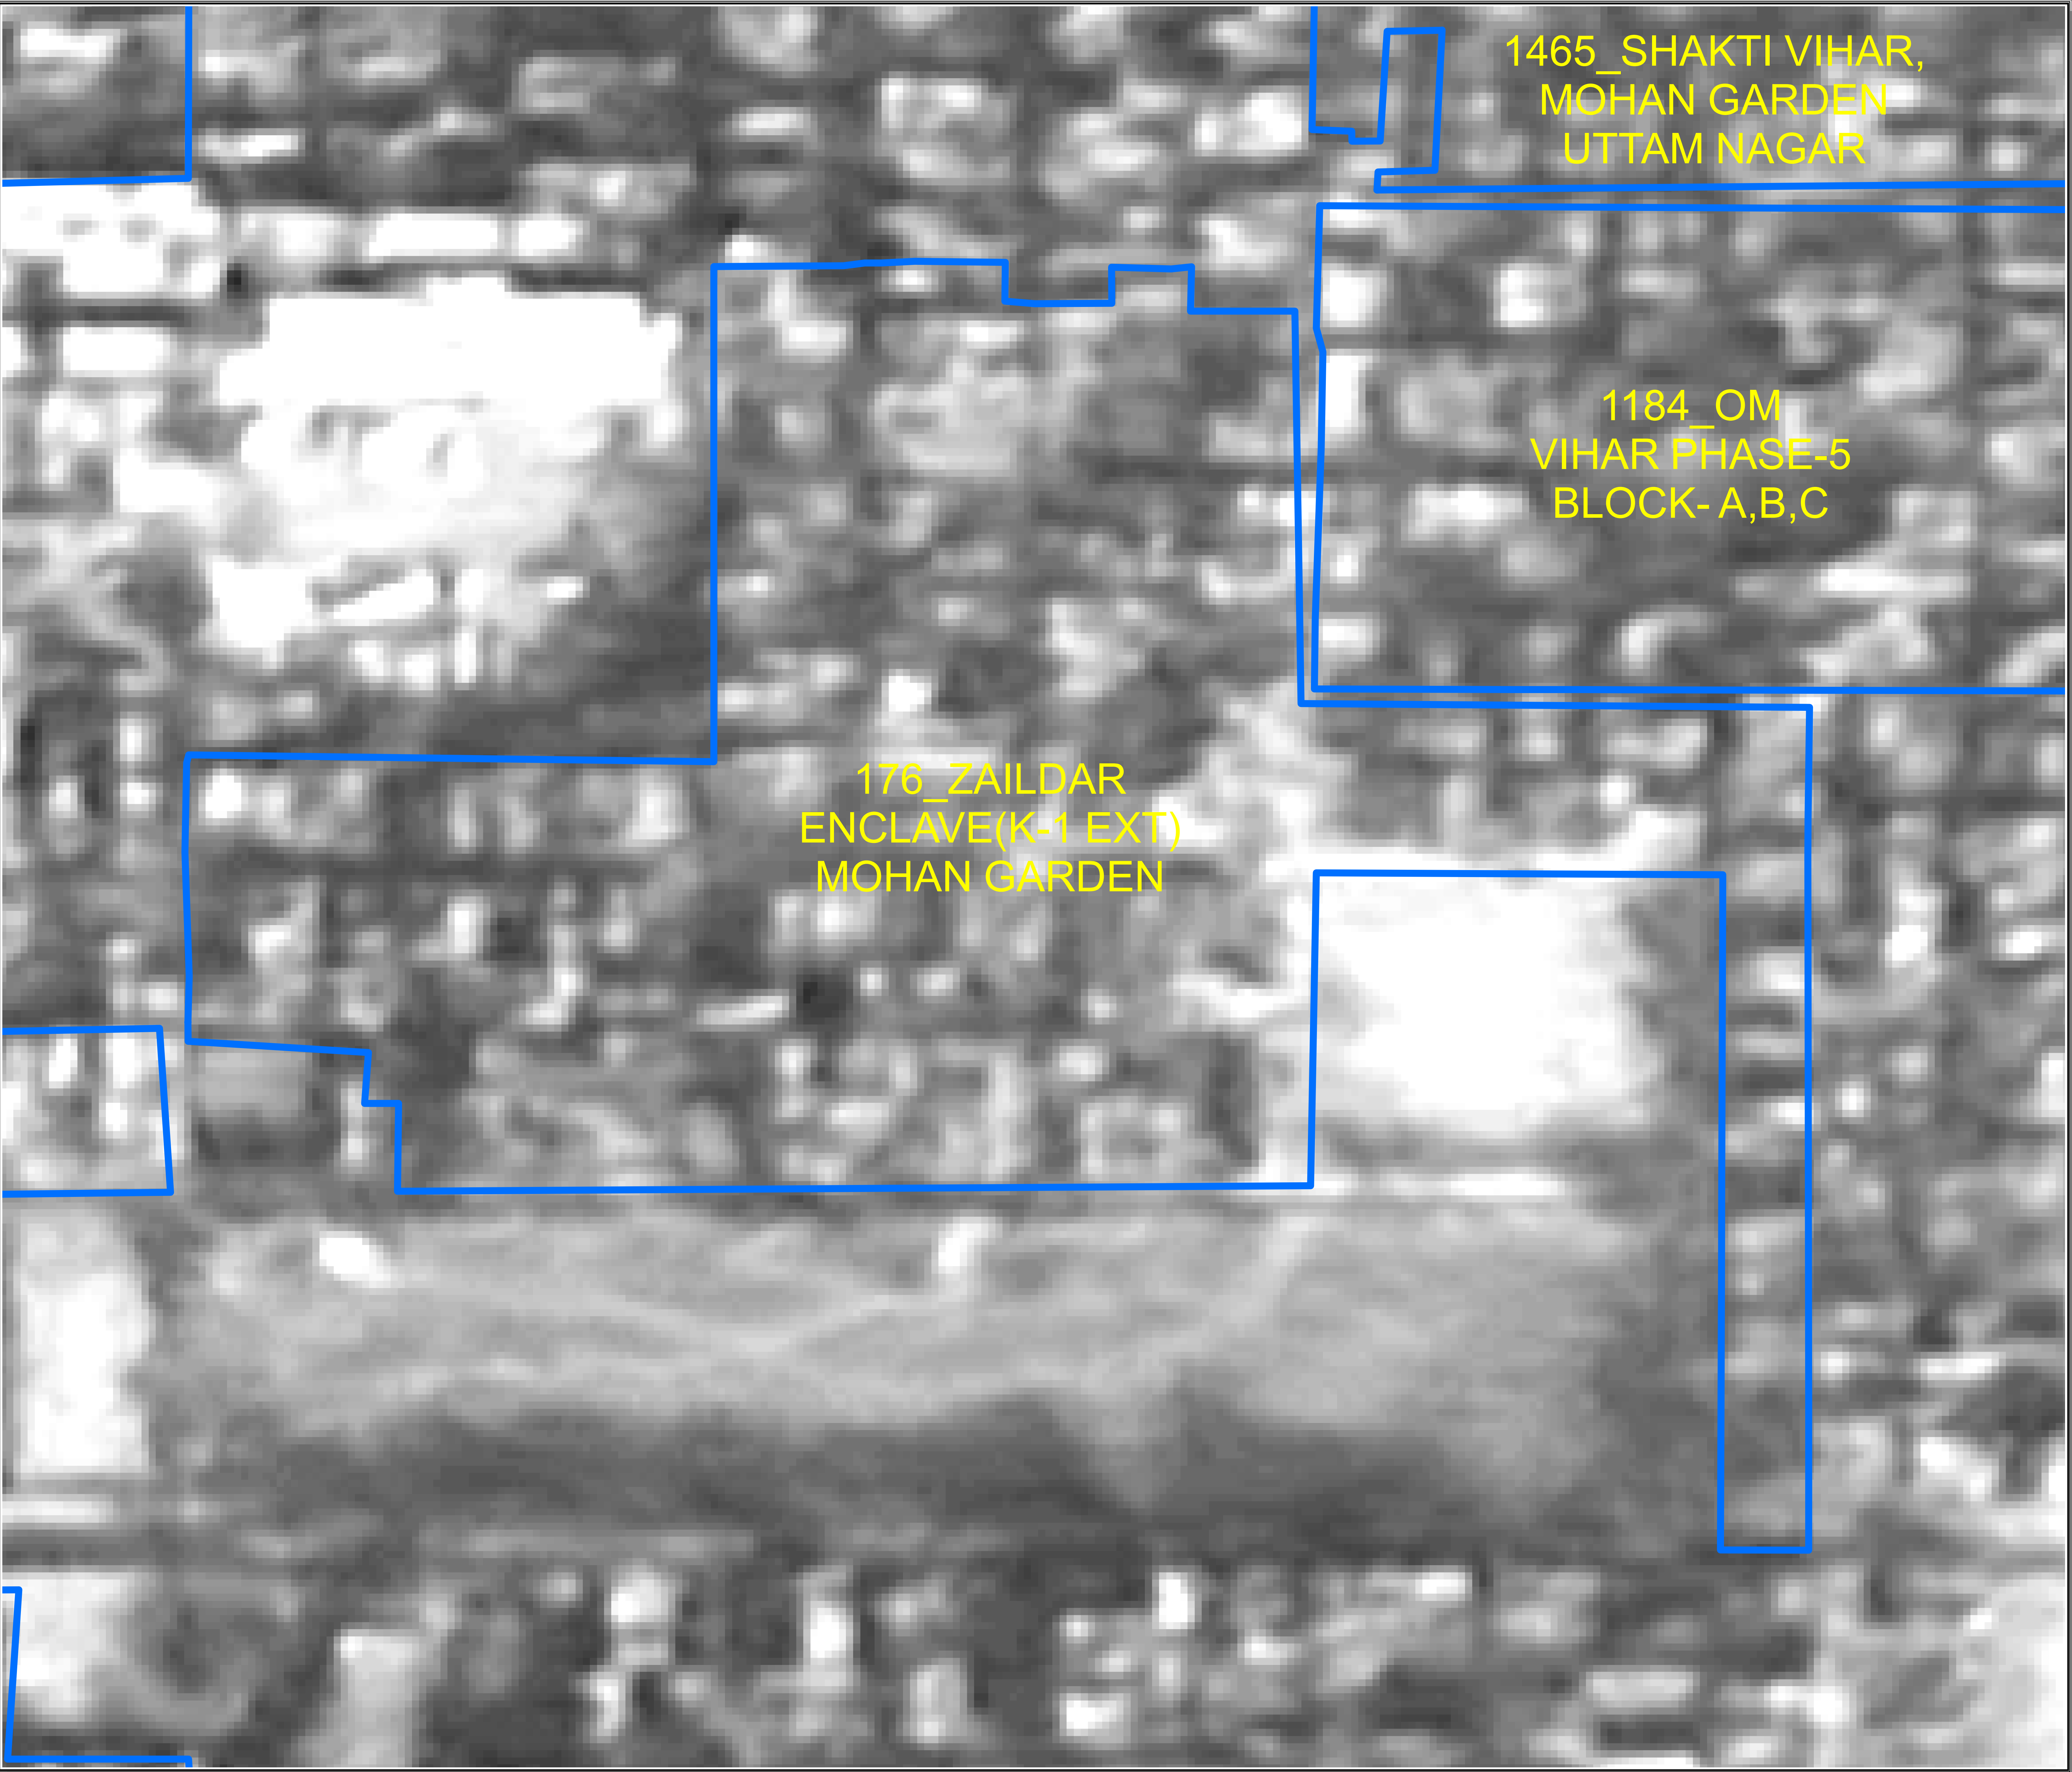 1465_SHAKTI VIHAR,
MOHAN GARDEN
UTTAM NAGAR
1184_OM
VIHAR PHASE-5
BLOCK- A,B,C
176_ZAILDAR
ENCLAVE(K-1 EXT)
MOHAN GARDEN